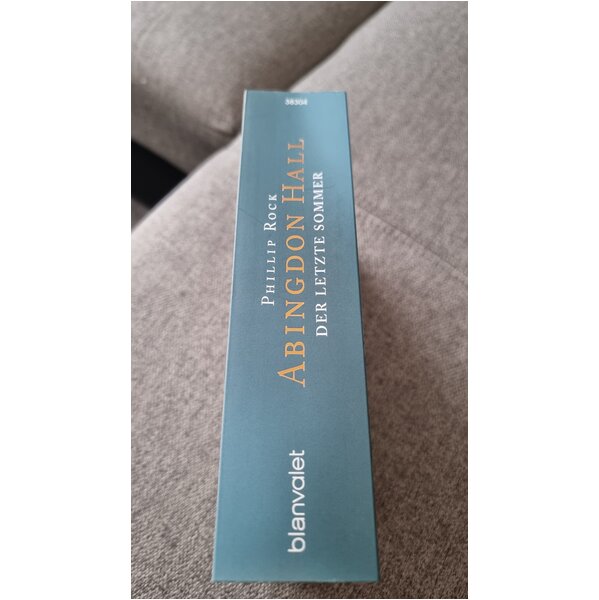 38304
PHILLIP ROCK
ABINGDON HALL
DER LETZTE SOMMER
blanvalet